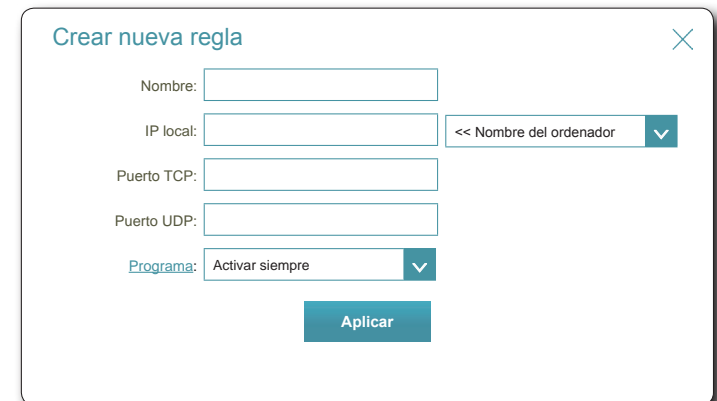 Crear nueva regla
Nombre:
IP local: << Nombre del ordenador
Puerto TCP:
Puerto UDP:
Programa: Activar siempre
Aplicar